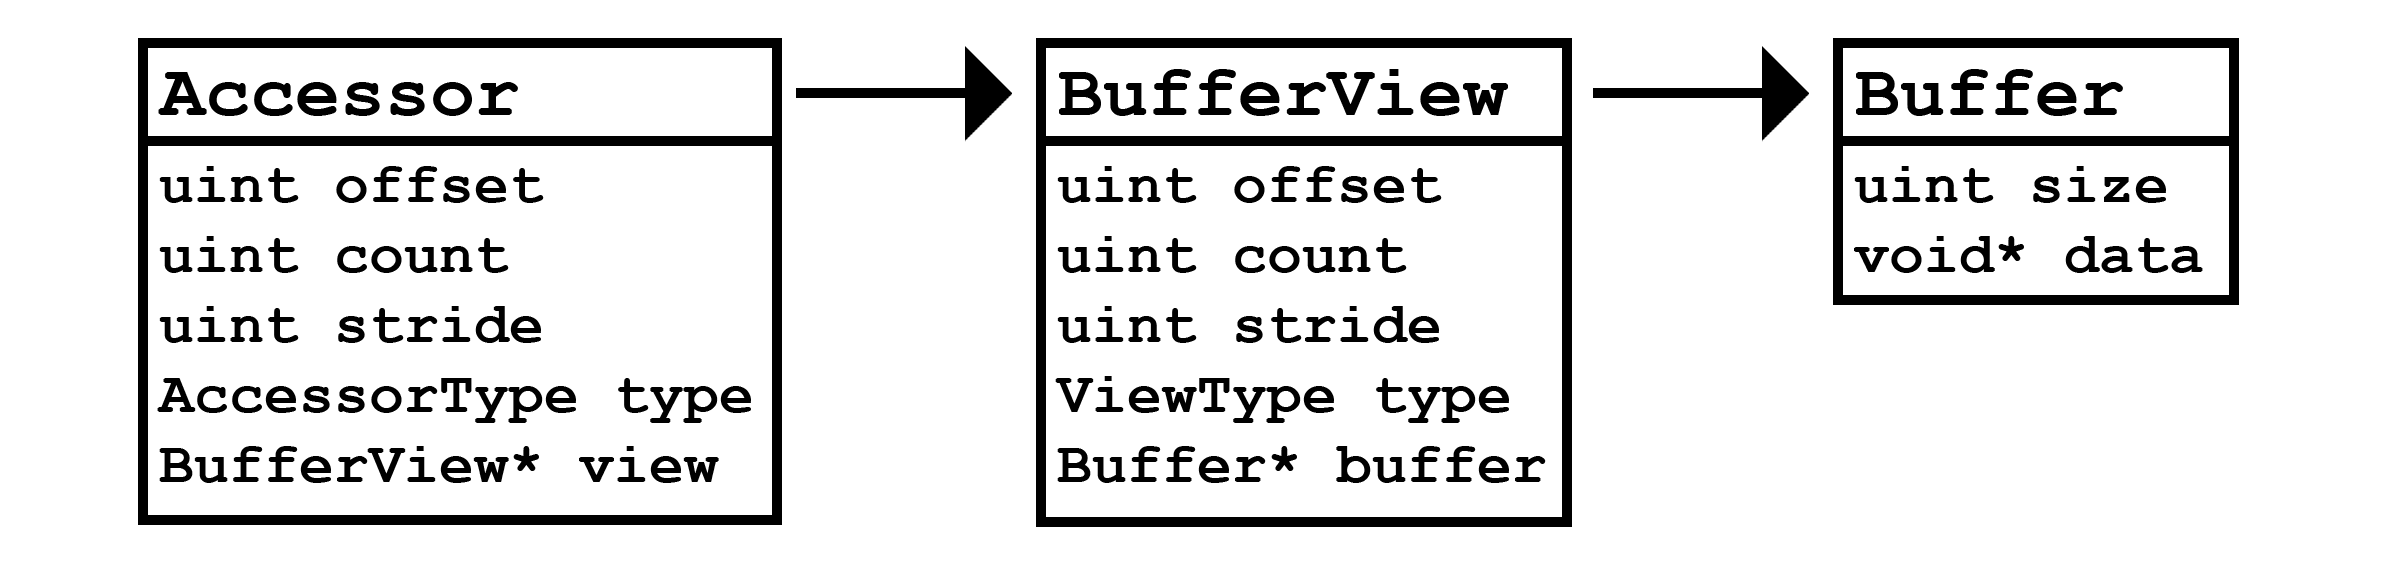 Accessor
uint offset
uint count
uint stride
AccessorType type
BufferView* view
BufferView
uint offset
uint count
uint stride
ViewType type
Buffer* buffer
Buffer
uint size
void* data